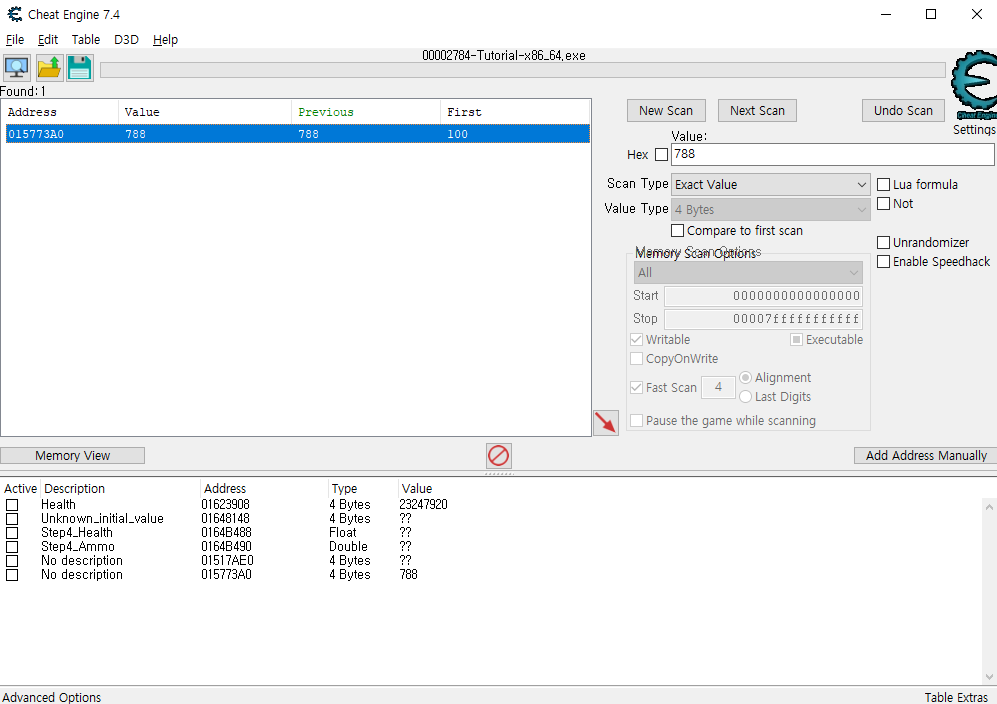 Cheat Engine 7.4
File Edit Table D3D Help
00002784-Tutorial-x86_64.exe
Found: 1
Address Value Previous First
015773A0 788 788 100
New Scan Next Scan Undo Scan
Cheat Engine
Settings
Value:
Hex 788
Scan Type Exact Value
Lua formula
Value Type 4 Bytes
Not
Compare to first scan
Memory Scan Options
Memory Scan Options
Unrandomizer
All
Enable Speedhack
Start 0000000000000000
Stop 00007fffffffffff
Writable Executable
CopyOnWrite
Fast Scan 4 Alignment
Last Digits
Pause the game while scanning
Memory View Add Address Manually
Active Description Address Type Value
Health 01623908 4 Bytes 23247920
Unknown_initial_value 01648148 4 Bytes ??
Step4_Health 0164B488 Float ??
Step4_Ammo 0164B490 Double ??
No description 01517AE0 4 Bytes ??
No description 015773A0 4 Bytes 788
Advanced Options Table Extras